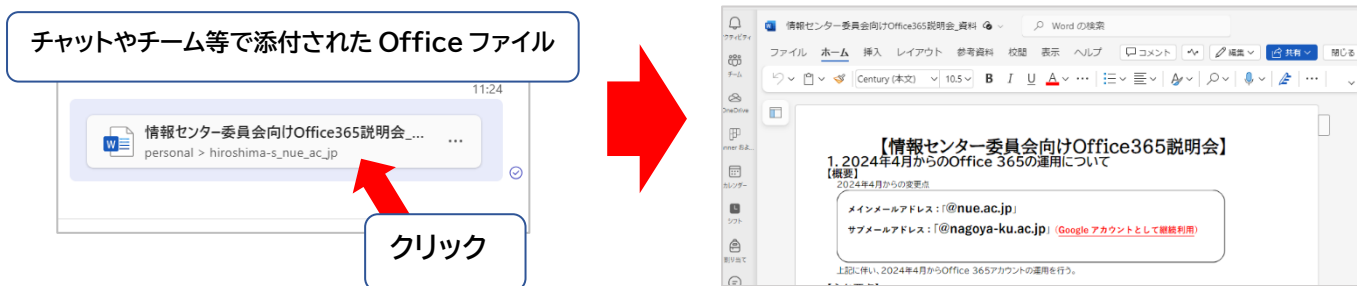 チャットやチーム等で添付された Office ファイル
11:24
情報センター委員会向けOffice365説明会_...
personal > hiroshima-s_nue_ac_jp
クリック
情報センター委員会向けOffice365説明会_資料
Word の検索
ファイル ホーム 挿入 レイアウト 参考資料 校閲 表示 ヘルプ コメント 編集 共有 閉じる
Century (本文) 10.5 B I U A
チーム
OneDrive
カレンダー
シフト
割り当て
【情報センター委員会向けOffice365説明会】
1. 2024年4月からのOffice 365の運用について
【概要】
2024年4月からの変更点
メインメールアドレス:「@nue.ac.jp」
サブメールアドレス:「@nagoya-ku.ac.jp」(Google アカウントとして継続利用)
上記に伴い、2024年4月からOffice 365アカウントの運用を行う。